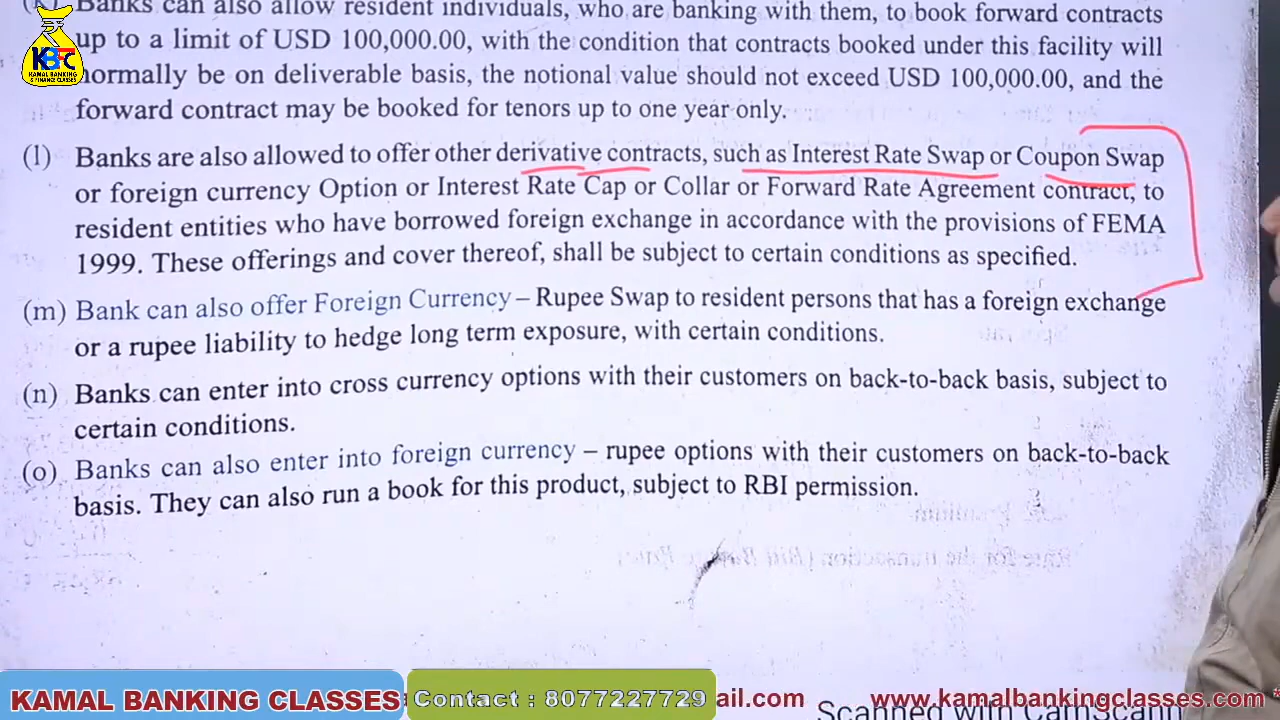 Banks can also allow resident individuals, who are banking with them, to book forward contracts
up to a limit of USD 100,000.00, with the condition that contracts booked under this facility will
normally be on deliverable basis, the notional value should not exceed USD 100,000.00, and the
forward contract may be booked for tenors up to one year only.
(l) Banks are also allowed to offer other derivative contracts, such as Interest Rate Swap or Coupon Swap
or foreign currency Option or Interest Rate Cap or Collar or Forward Rate Agreement contract, to
resident entities who have borrowed foreign exchange in accordance with the provisions of FEMA
1999. These offerings and cover thereof, shall be subject to certain conditions as specified.
(m) Bank can also offer Foreign Currency – Rupee Swap to resident persons that has a foreign exchange
or a rupee liability to hedge long term exposure, with certain conditions.
(n) Banks can enter into cross currency options with their customers on back-to-back basis, subject to
certain conditions.
(o) Banks can also enter into foreign currency – rupee options with their customers on back-to-back
basis. They can also run a book for this product, subject to RBI permission.
KBFC
KAMAL BANKING
& FINANCE CLASSES
KAMAL BANKING CLASSES
Contact : 8077227729
ail.com
www.kamalbankingclasses.com
Scanned with CamScann